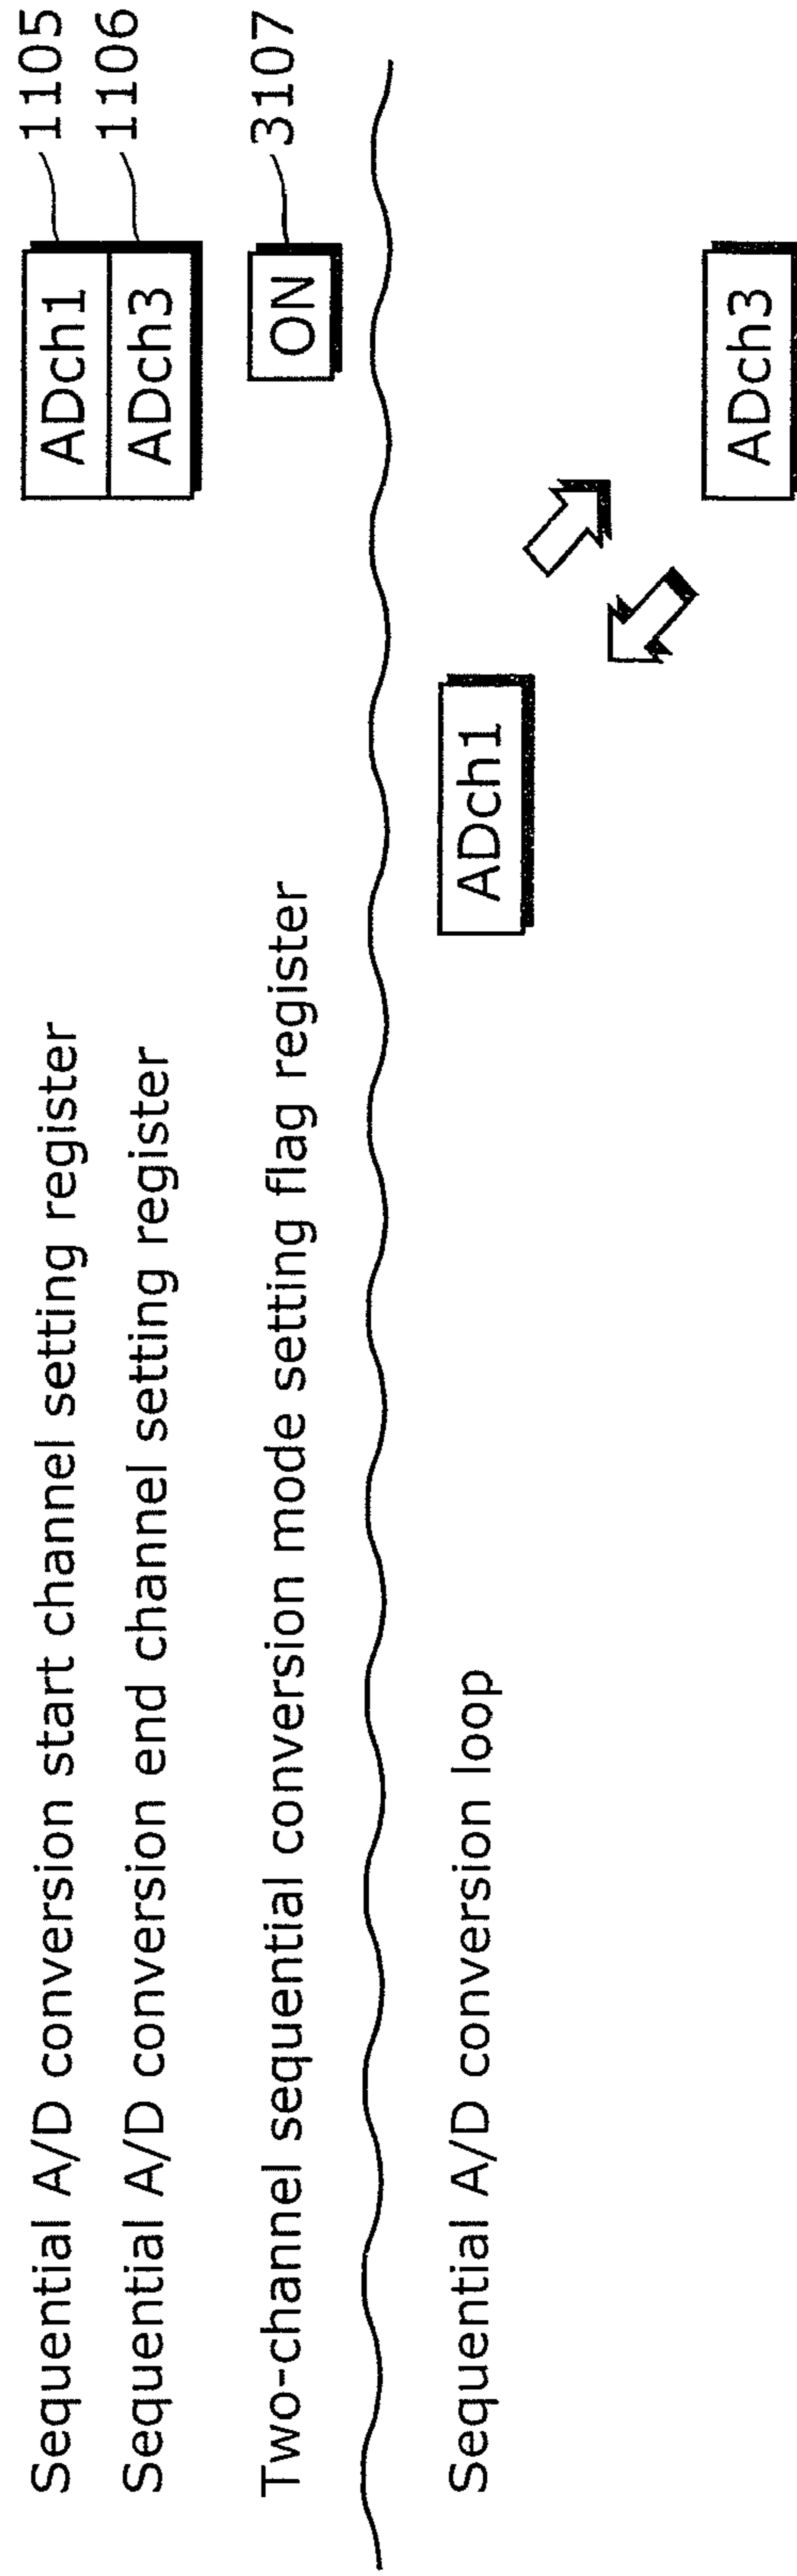 Sequential A/D conversion start channel setting register ADch1 1105
Sequential A/D conversion end channel setting register ADch3 1106
Two-channel sequential conversion mode setting flag register ON 3107
Sequential A/D conversion loop ADch1
ADch3